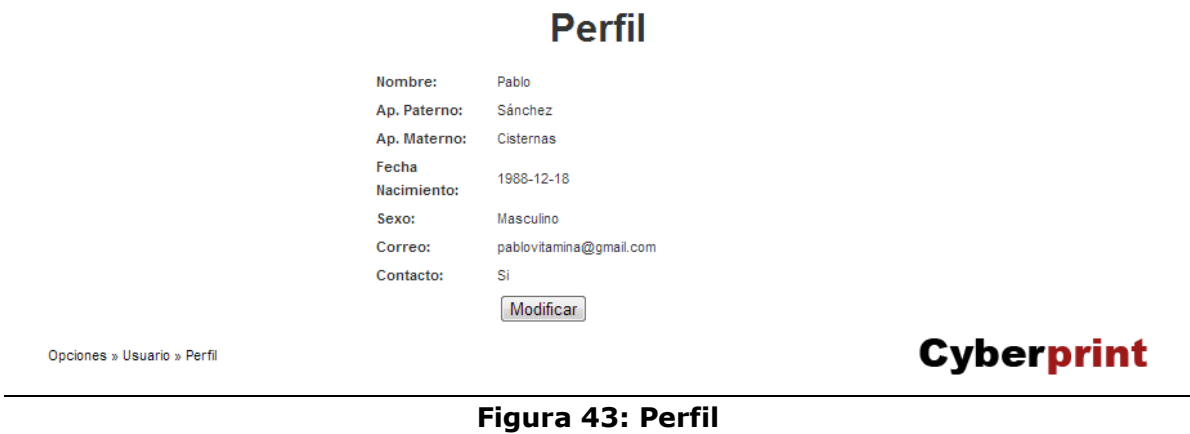 Perfil
Nombre: Pablo
Ap. Paterno: Sánchez
Ap. Materno: Cisternas
Fecha
Nacimiento: 1988-12-18
Sexo: Masculino
Correo: pablovitamina@gmail.com
Contacto: Si
Modificar
Opciones » Usuario » Perfil
Cyberprint
Figura 43: Perfil